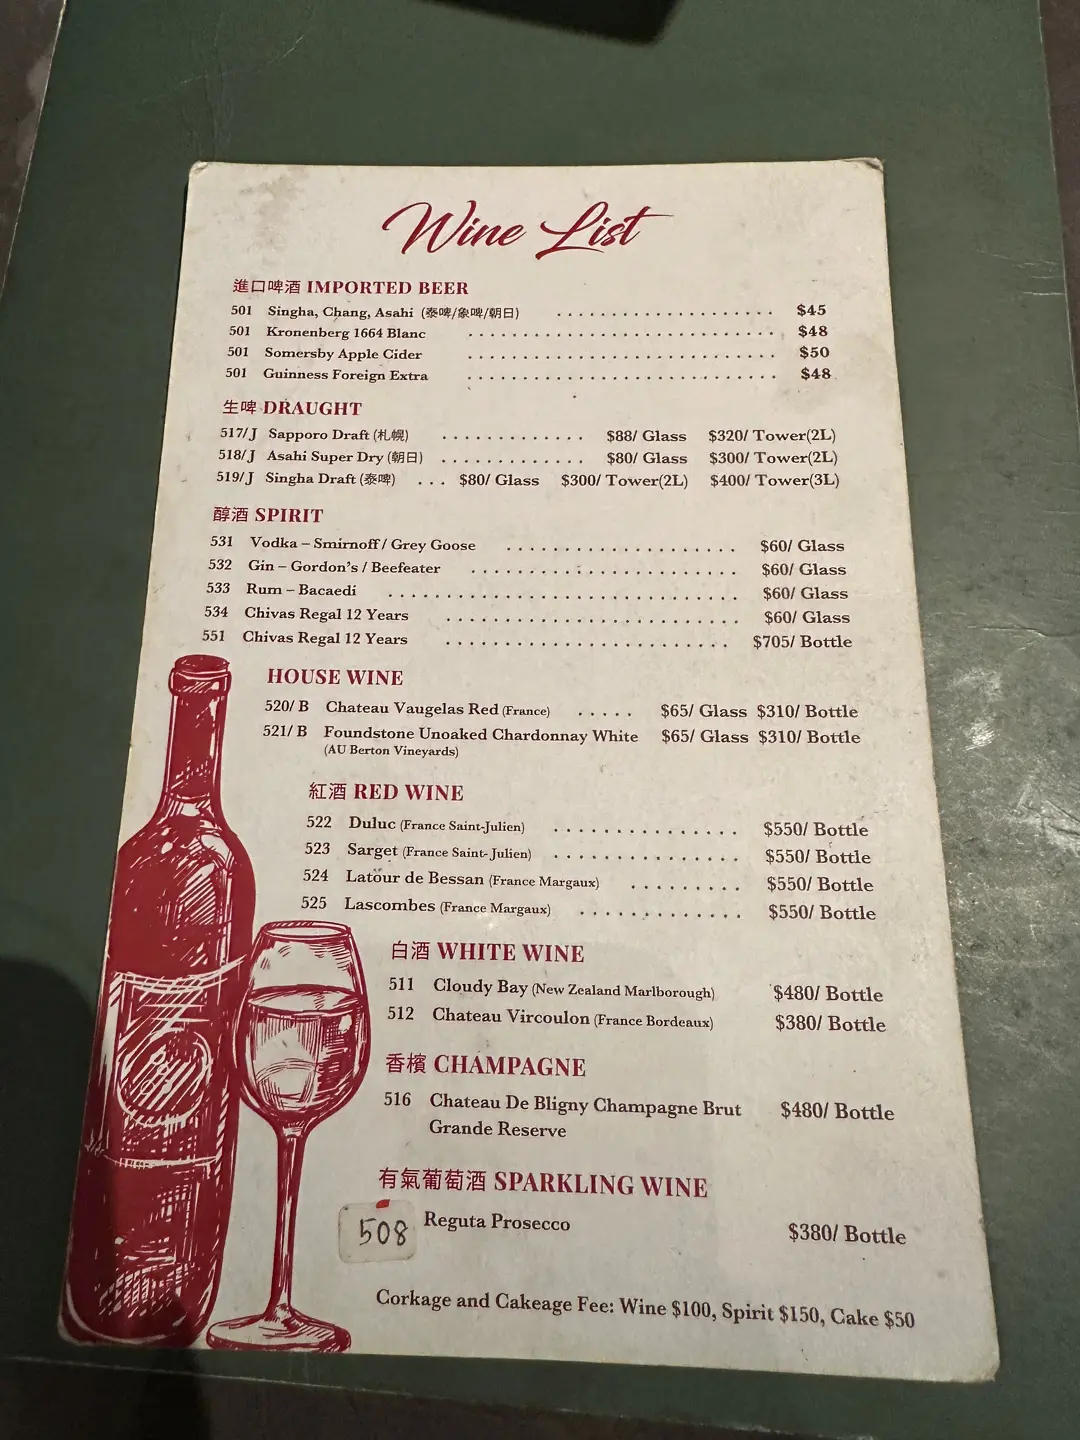 Wine List
進口啤酒 IMPORTED BEER
501 Singha, Chang, Asahi (泰啤/象啤/朝日) . . . . . . . . . . . . . . . . . . . . $45
501 Kronenberg 1664 Blanc . . . . . . . . . . . . . . . . . . . . . . . . . . . . $48
501 Somersby Apple Cider . . . . . . . . . . . . . . . . . . . . . . . . . . . . $50
501 Guinness Foreign Extra . . . . . . . . . . . . . . . . . . . . . . . . . . . . $48
生啤 DRAUGHT
517/J Sapporo Draft (札幌) . . . . . . . . . . . . . $88/ Glass $320/ Tower(2L)
518/J Asahi Super Dry (朝日) . . . . . . . . . . . . . $80/ Glass $300/ Tower(2L)
519/J Singha Draft (泰啤) . . . $80/ Glass $300/ Tower(2L) $400/ Tower(3L)
醇酒 SPIRIT
531 Vodka – Smirnoff / Grey Goose . . . . . . . . . . . . . . . . . . . . $60/ Glass
532 Gin – Gordon's / Beefeater . . . . . . . . . . . . . . . . . . . . . . . $60/ Glass
533 Rum – Bacaedi . . . . . . . . . . . . . . . . . . . . . . . . . . . . . . $60/ Glass
534 Chivas Regal 12 Years . . . . . . . . . . . . . . . . . . . . . . . . . $60/ Glass
551 Chivas Regal 12 Years . . . . . . . . . . . . . . . . . . . . . . . . $705/ Bottle
HOUSE WINE
520/ B Chateau Vaugelas Red (France) . . . . . $65/ Glass $310/ Bottle
521/ B Foundstone Unoaked Chardonnay White $65/ Glass $310/ Bottle
(AU Berton Vineyards)
紅酒 RED WINE
522 Duluc (France Saint-Julien) . . . . . . . . . . . . . . . $550/ Bottle
523 Sarget (France Saint-Julien) . . . . . . . . . . . . . . . $550/ Bottle
524 Latour de Bessan (France Margaux) . . . . . . . . . $550/ Bottle
525 Lascombes (France Margaux) . . . . . . . . . . . . . $550/ Bottle
白酒 WHITE WINE
511 Cloudy Bay (New Zealand Marlborough) $480/ Bottle
512 Chateau Vircoulon (France Bordeaux) $380/ Bottle
香檳 CHAMPAGNE
516 Chateau De Bligny Champagne Brut $480/ Bottle
Grande Reserve
有氣葡萄酒 SPARKLING WINE
508 Reguta Prosecco $380/ Bottle
Corkage and Cakeage Fee: Wine $100, Spirit $150, Cake $50